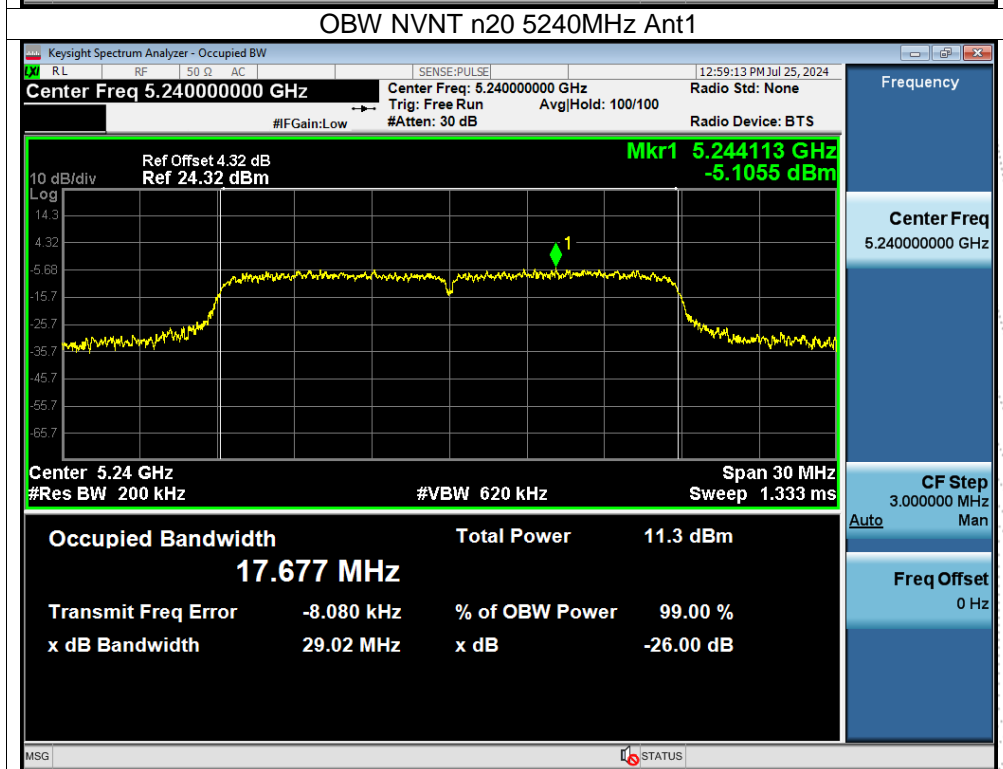 OBW NVNT n20 5240MHz Ant1
Keysight Spectrum Analyzer - Occupied BW
LXI RL RF 50 Ω AC SENSE:PULSE 12:59:13 PM Jul 25, 2024
Center Freq 5.240000000 GHz Center Freq: 5.240000000 GHz Radio Std: None Frequency
Trig: Free Run Avg|Hold: 100/100
#IFGain:Low #Atten: 30 dB Radio Device: BTS
Mkr1 5.244113 GHz
-5.1055 dBm
Ref Offset 4.32 dB
10 dB/div Ref 24.32 dBm
Log
14.3
4.32
-5.68
-15.7
-25.7
-35.7
-45.7
-55.7
-65.7
1
Center 5.24 GHz Span 30 MHz
#Res BW 200 kHz #VBW 620 kHz Sweep 1.333 ms
Occupied Bandwidth Total Power 11.3 dBm
17.677 MHz
Transmit Freq Error -8.080 kHz % of OBW Power 99.00 %
x dB Bandwidth 29.02 MHz x dB -26.00 dB
Center Freq
5.240000000 GHz
CF Step
3.000000 MHz
Auto Man
Freq Offset
0 Hz
MSG STATUS